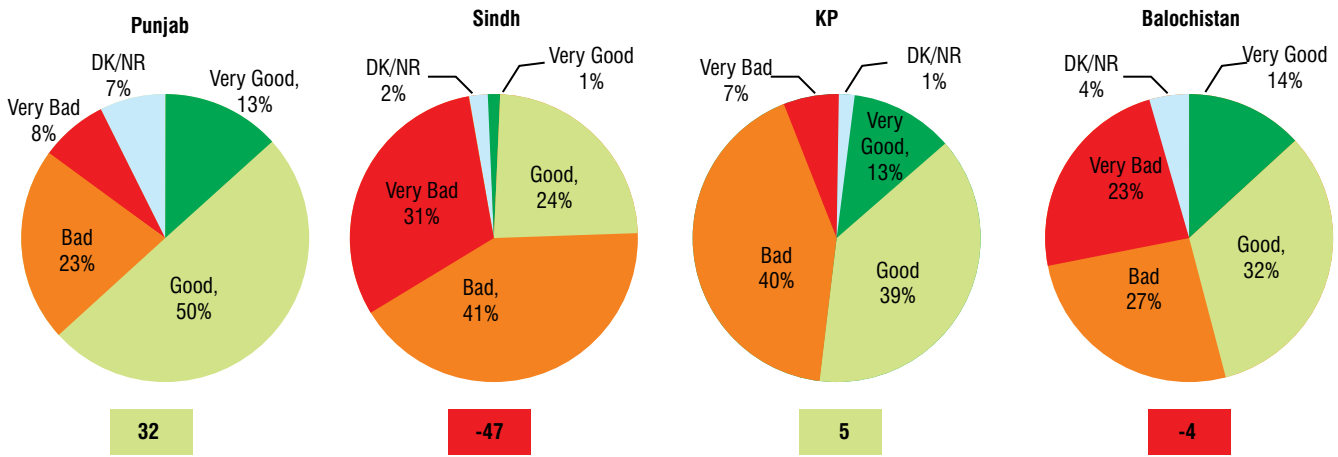 Punjab
DK/NR
7%
Very Good,
13%
Very Bad
8%
Bad
23%
Good,
50%
32
Sindh
DK/NR
2%
Very Good
1%
Very Bad
31%
Good,
24%
Bad,
41%
-47
KP
Very Bad
7%
DK/NR
1%
Very
Good,
13%
Bad
40%
Good
39%
5
Balochistan
DK/NR
4%
Very Good
14%
Very Bad
23%
Good,
32%
Bad
27%
-4